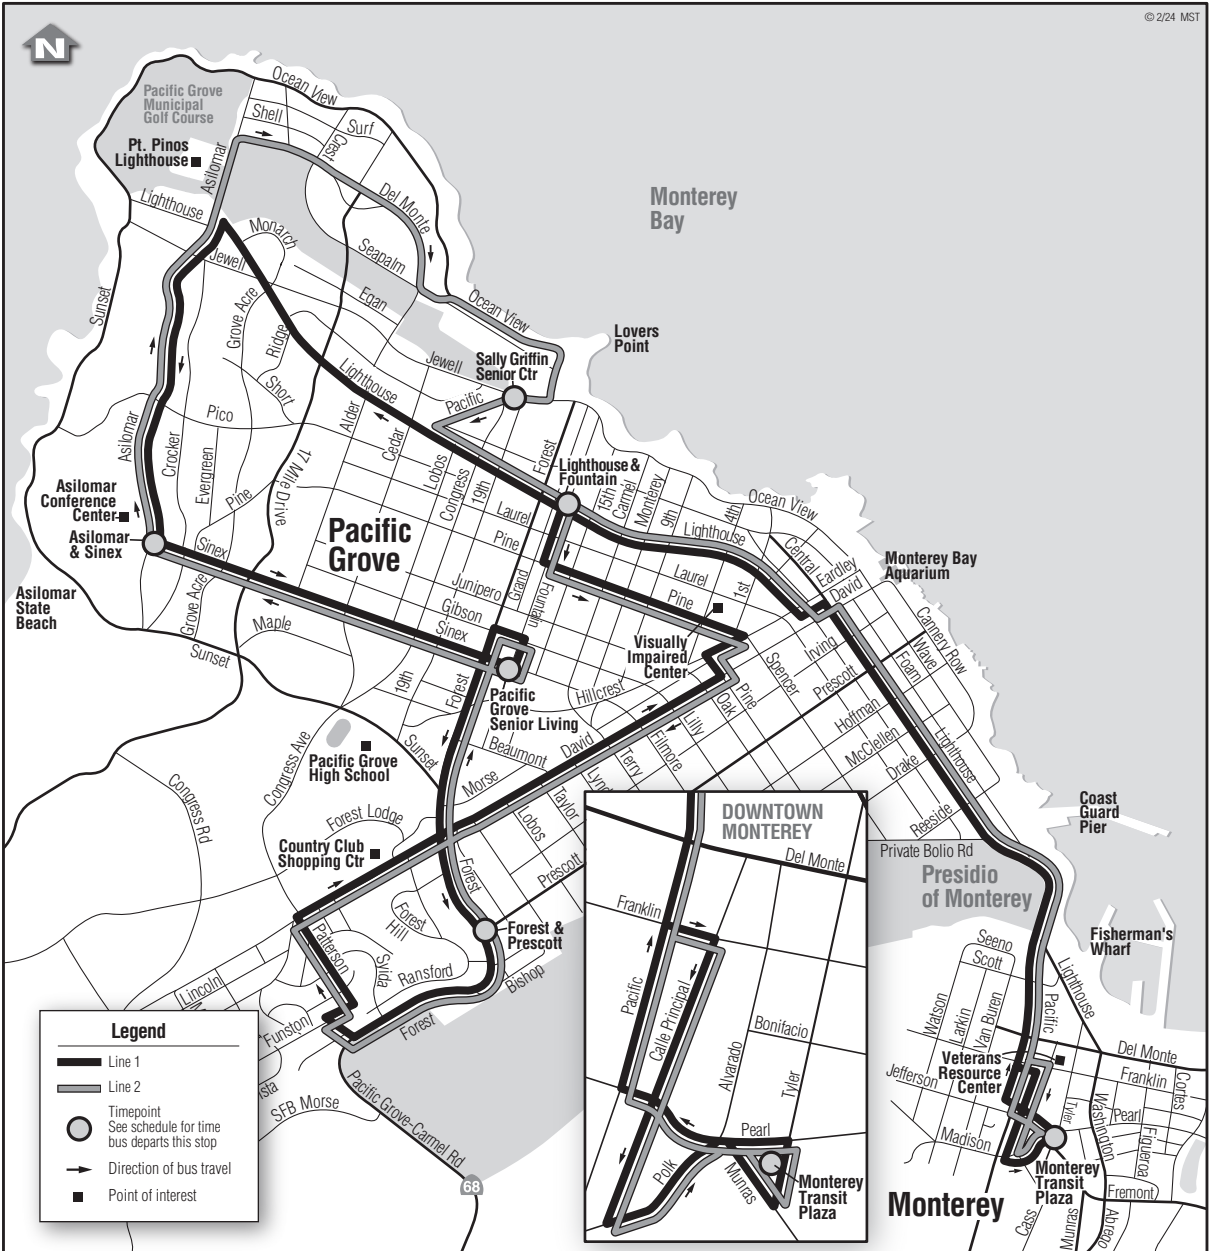 © 2/24 MST
N
Pacific Grove
Municipal
Golf Course
Ocean View
Shell
Surf
Crest
Pt. Pinos
Lighthouse
Asilomar
Lighthouse
Del Monte
Monterey
Bay
Monarch
Jewell
Seapalm
Egan
Ocean View
Sunset
Grove Acre
Ridge
Short
Lovers
Point
Jewell
Sally Griffin
Senior Ctr
Lighthouse
Pacific
Pico
Alder
Cedar
Asilomar
Crocker
Evergreen
Lobos
Congress
19th
Forest
Lighthouse &
Fountain
15th
Carmel
Monterey
9th
4th
Ocean View
Pine
17 Mile Drive
Asilomar
Conference
Center
Asilomar
& Sinex
Pacific
Grove
Laurel
Pine
Lighthouse
Central
Eardley
David
Monterey Bay
Aquarium
Sinex
Laurel
Pine
1st
Junipero
Grand
Fountain
Gibson
Sinex
Asilomar
State
Beach
Grove Acre
Maple
Sunset
Cannery Row
Wave
Foam
Visually
Impaired
Center
Irving
Spencer
Prescott
19th
Forest
Pacific
Grove
Senior Living
Hillcrest
Pine
Oak
Lilly
Filmore
Terry
Hoffman
McClellen
Drake
Lighthouse
Sunset
Beaumont
David
Morse
Pacific Grove
High School
Congress Ave
Congress Rd
Taylor
Lobos
Reeside
Forest Lodge
Country Club
Shopping Ctr
Prescott
Private Bolio Rd
Presidio
of Monterey
Coast
Guard
Pier
Forest
Forest
Hill
Forest &
Prescott
Patterson
Syida
Ransford
Bishop
Lincoln
Funston
Forest
Fisherman's
Wharf
Seeno
Scott
Lighthouse
Watson
Larkin
Van Buren
Pacific
Veterans
Resource
Center
Del Monte
Franklin
Cortes
Jefferson
Tyler
Washington
Pearl
Figueroa
Madison
Monterey
Transit
Plaza
Monterey
Fremont
Cass
Munras
Abrego
SFB Morse
Pacific Grove-Carmel Rd
68
DOWNTOWN
MONTEREY
Del Monte
Franklin
Pacific
Calle Principal
Alvarado
Bonifacio
Tyler
Pearl
Polk
Munras
Monterey
Transit
Plaza
Legend
Line 1
Line 2
Timepoint
See schedule for time
bus departs this stop
Direction of bus travel
Point of interest